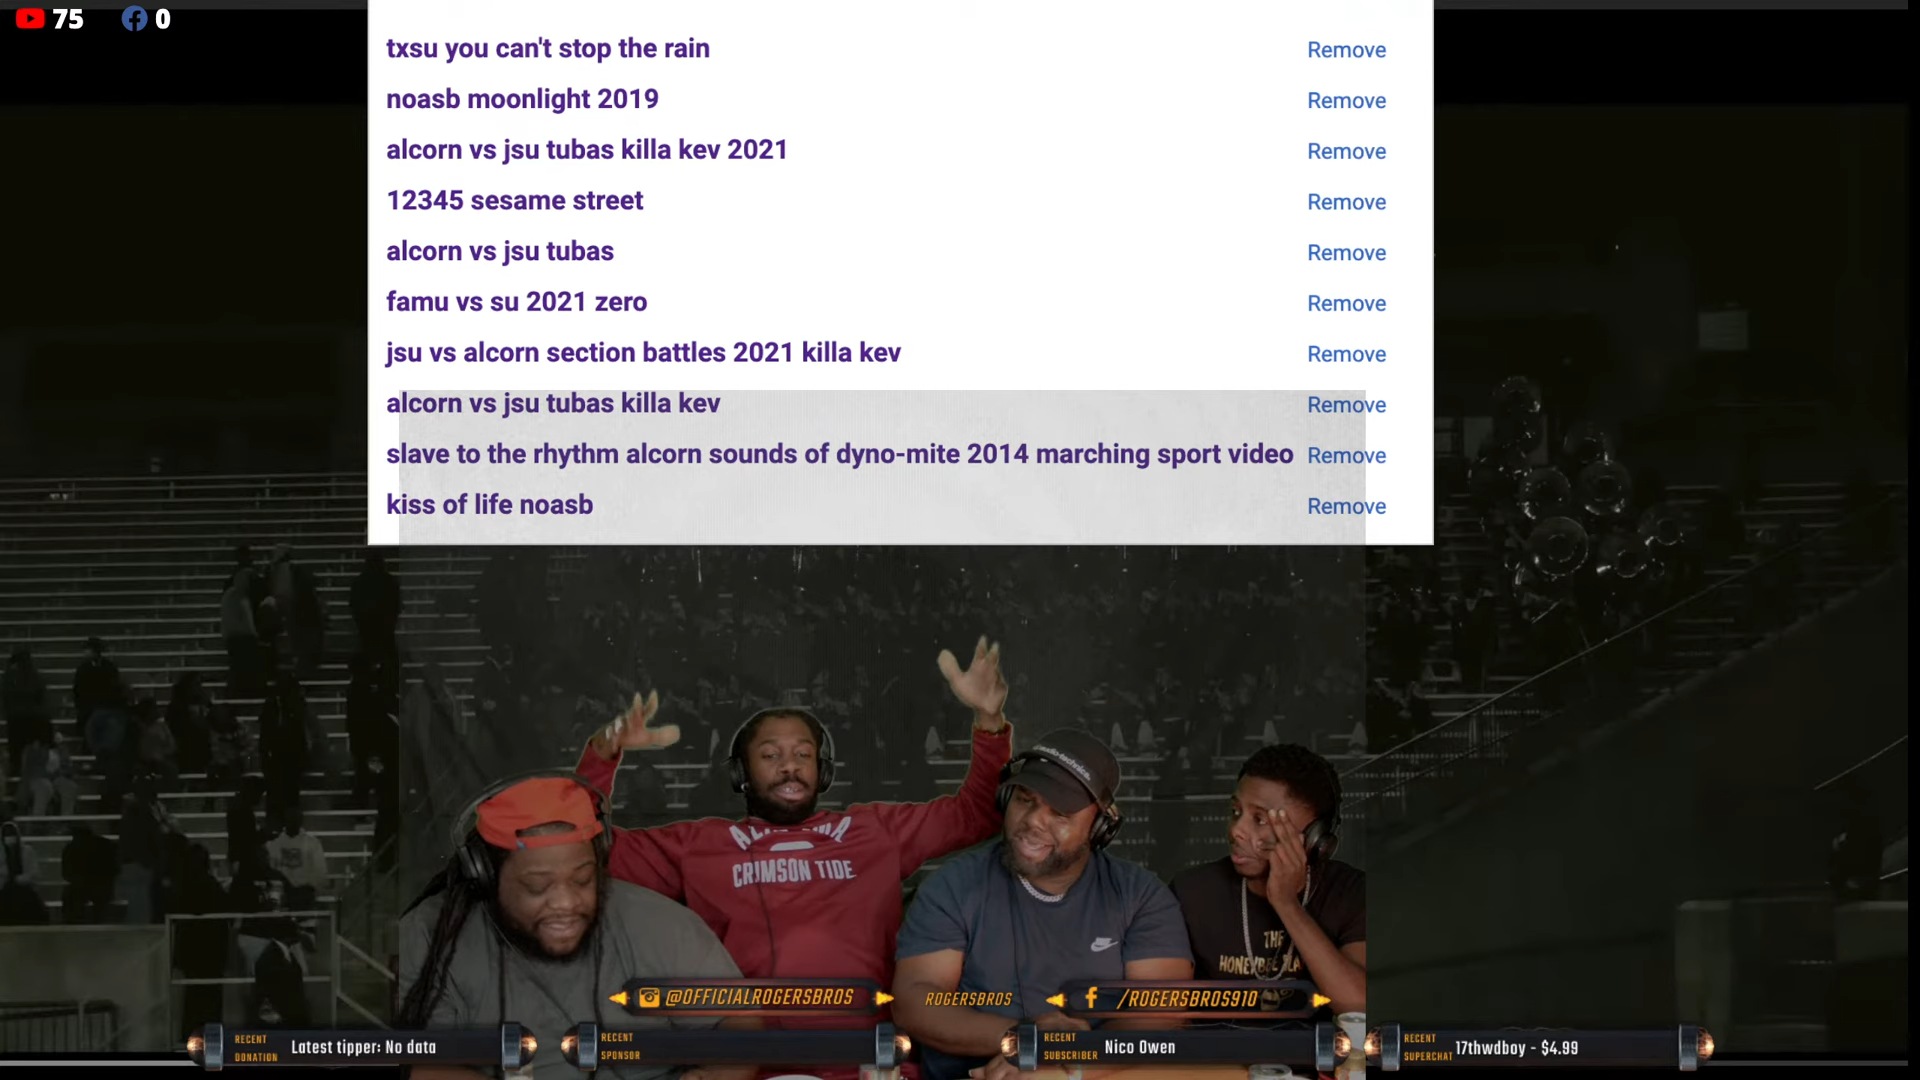 75 0
txsu you can't stop the rain Remove
noasb moonlight 2019 Remove
alcorn vs jsu tubas killa kev 2021 Remove
12345 sesame street Remove
alcorn vs jsu tubas Remove
famu vs su 2021 zero Remove
jsu vs alcorn section battles 2021 killa kev Remove
alcorn vs jsu tubas killa kev Remove
slave to the rhythm alcorn sounds of dyno-mite 2014 marching sport video Remove
kiss of life noasb Remove
audio-technica
CRIMSON TIDE
THE
@OFFICIALROGERSBROS
ROGERSBROS
/ROGERSBROS910
RECENT DONATION
Latest tipper: No data
RECENT SPONSOR
RECENT SUBSCRIBER
Nico Owen
RECENT SUPERCHAT
17thwdboy - $4.99